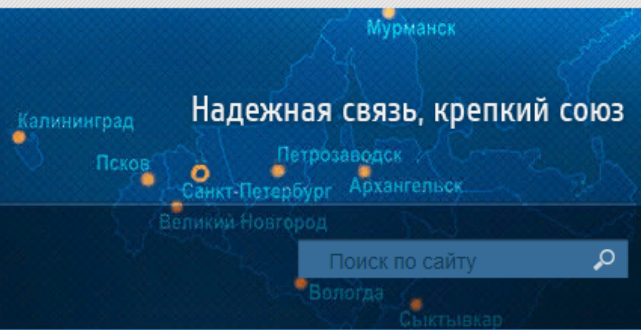 Мурманск
Надежная связь, крепкий союз
Калининград
Петрозаводск
Псков
Санкт-Петербург
Архангельск
Великий Новгород
Поиск по сайту
Вологда
Сыктывкар